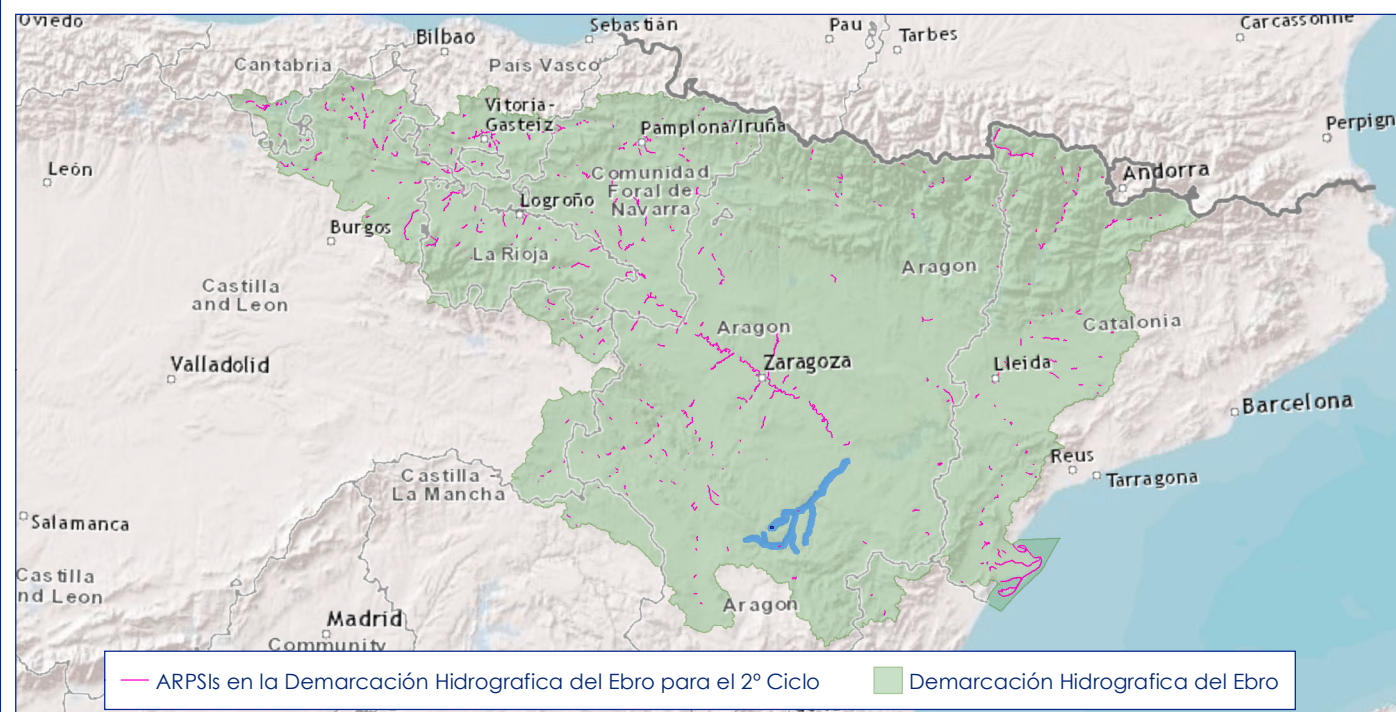 Oviedo
Sebastián
Pau
Carcassonne
Bilbao
Tarbes
Cantabria
País Vasco
Vitoria-
Gasteiz
Pamplona/Iruña
Perpign
León
Comunidad
Foral de
Navarra
Andorra
Logroño
Burgos
La Rioja
Aragon
Castilla
and Leon
Aragon
Catalonia
Valladolid
Zaragoza
Lleida
Barcelona
Reus
Castilla
La Mancha
Tarragona
Salamanca
Castilla
nd Leon
Aragon
Madrid
Community
ARPSIs en la Demarcación Hidrografica del Ebro para el 2º Ciclo
Demarcación Hidrografica del Ebro